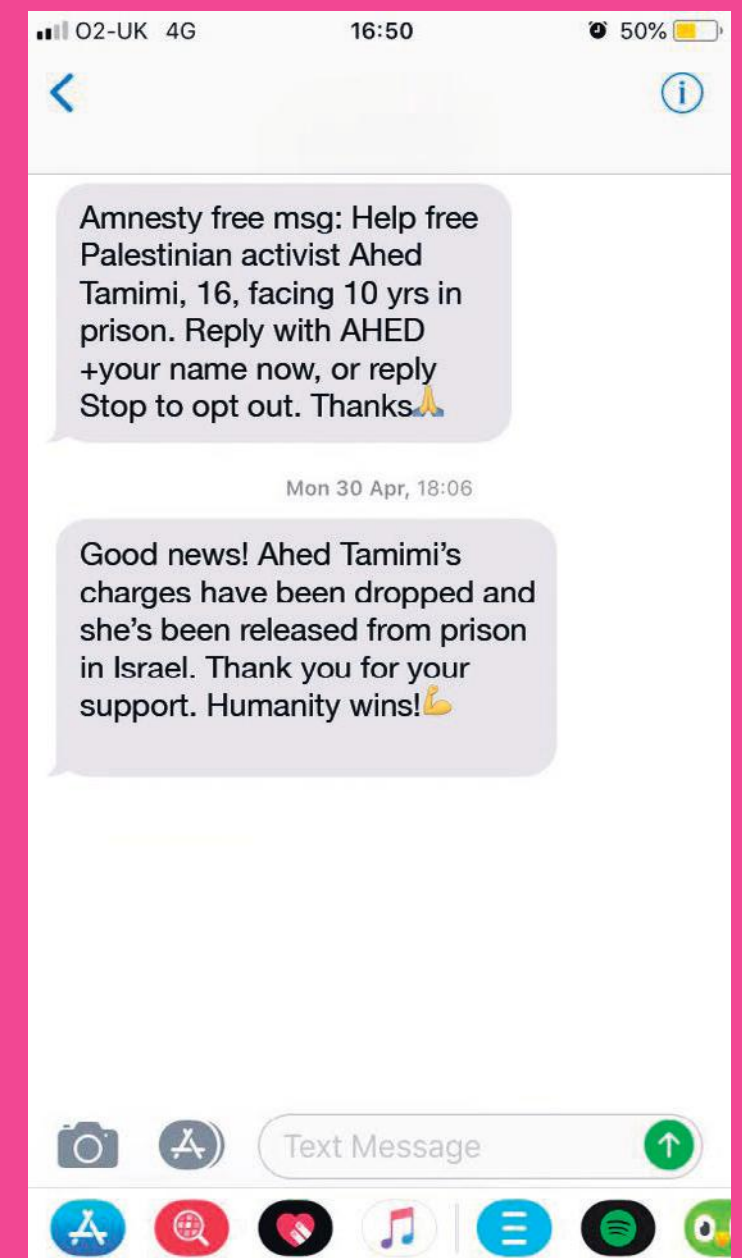 O2-UK 4G 16:50 50%
Amnesty free msg: Help free
Palestinian activist Ahed
Tamimi, 16, facing 10 yrs in
prison. Reply with AHED
+your name now, or reply
Stop to opt out. Thanks🙏
Mon 30 Apr, 18:06
Good news! Ahed Tamimi’s
charges have been dropped and
she’s been released from prison
in Israel. Thank you for your
support. Humanity wins!💪
Text Message